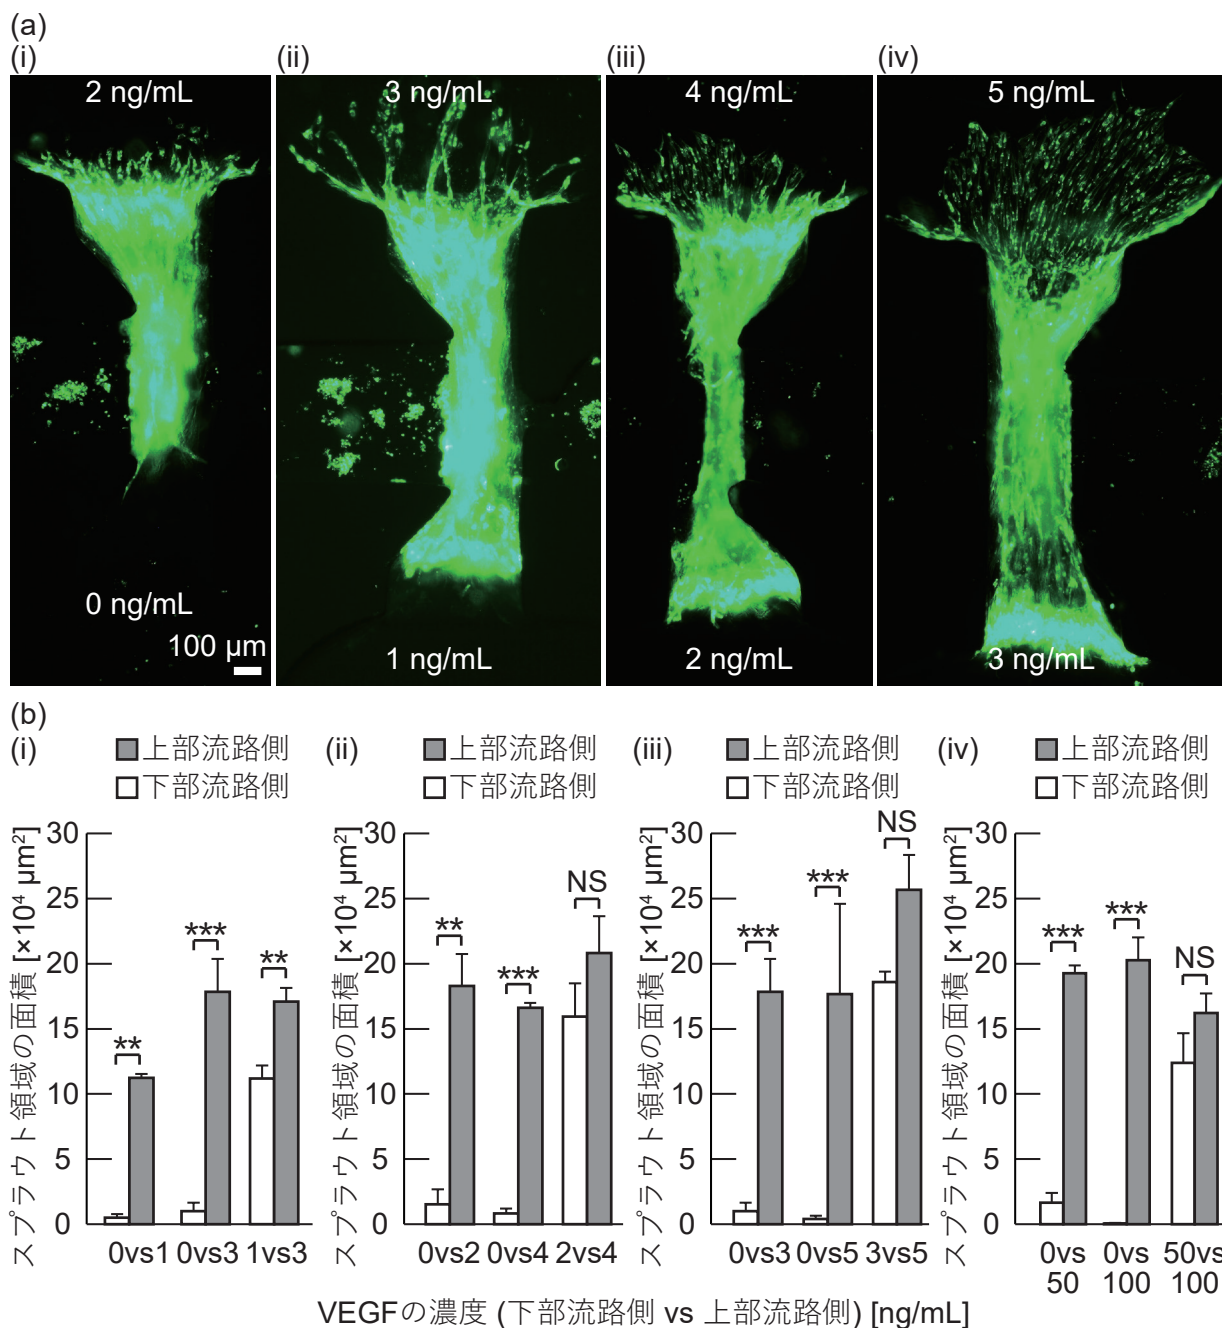 (a)
(i) (ii) (iii) (iv)
2 ng/mL 3 ng/mL 4 ng/mL 5 ng/mL
0 ng/mL
100 µm
1 ng/mL 2 ng/mL 3 ng/mL
(b)
(i) 上部流路側 (ii) 上部流路側 (iii) 上部流路側 (iv) 上部流路側
下部流路側 下部流路側 下部流路側 下部流路側
スプラウト領域の面積 [×10⁴ µm²]
30
25
20
15
10
5
0
** *** **
0vs1 0vs3 1vs3
スプラウト領域の面積 [×10⁴ µm²]
30
25
20
15
10
5
0
** *** NS
0vs2 0vs4 2vs4
スプラウト領域の面積 [×10⁴ µm²]
30
25
20
15
10
5
0
*** *** NS
0vs3 0vs5 3vs5
スプラウト領域の面積 [×10⁴ µm²]
30
25
20
15
10
5
0
*** *** NS
0vs 0vs 50vs
50 100 100
VEGFの濃度 (下部流路側 vs 上部流路側) [ng/mL]